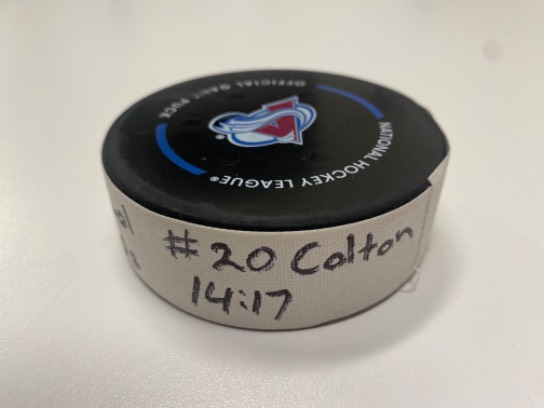 OFFICIAL GAME PUCK
NATIONAL HOCKEY LEAGUE®
#20 Colton
14:17